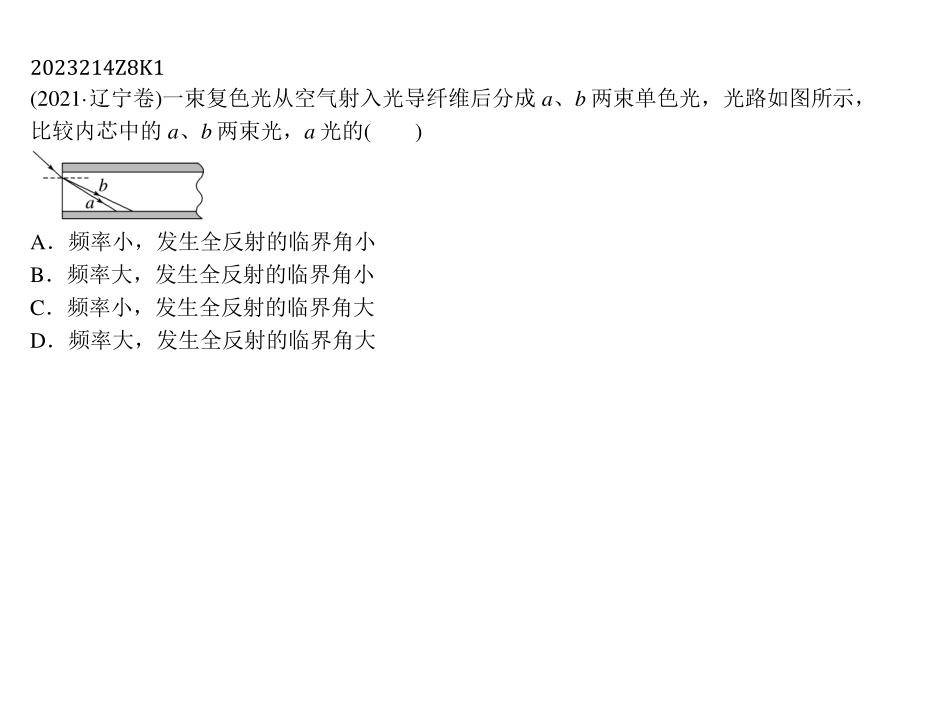 2023214Z8K1
(2021·辽宁卷)一束复色光从空气射入光导纤维后分成 a、b 两束单色光，光路如图所示，
比较内芯中的 a、b 两束光，a 光的(　　)
b
a
A．频率小，发生全反射的临界角小
B．频率大，发生全反射的临界角小
C．频率小，发生全反射的临界角大
D．频率大，发生全反射的临界角大